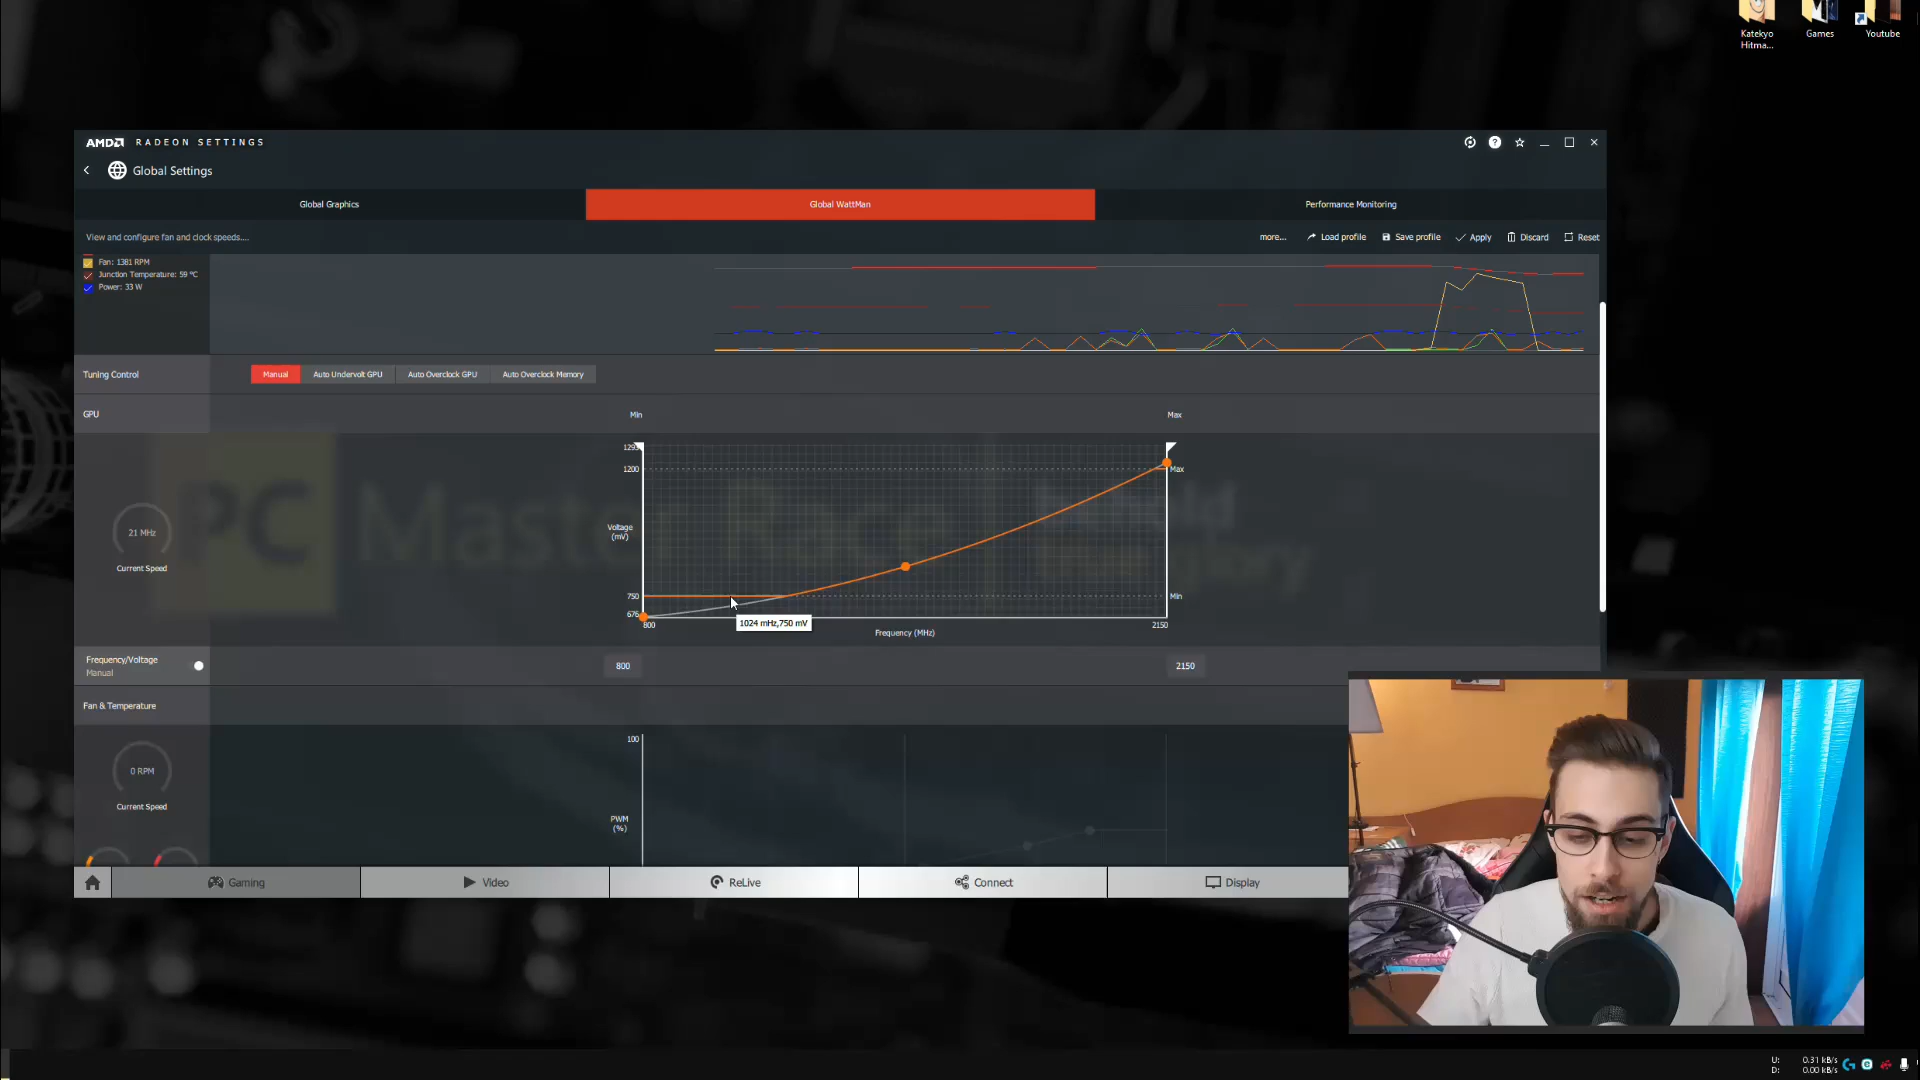 Katekyo
Hitma...
Games
Youtube
AMD RADEON SETTINGS
Global Settings
Global Graphics
Global WattMan
Performance Monitoring
View and configure fan and clock speeds....
more...
Load profile
Save profile
Apply
Discard
Reset
Fan: 1381 RPM
Junction Temperature: 59 °C
Power: 33 W
Tuning Control
Manual
Auto Undervolt GPU
Auto Overclock GPU
Auto Overclock Memory
GPU
Min
Max
1200
Max
PC Master Race
Voltage
(mV)
21 MHz
Current Speed
750
Min
676
1024 mHz,750 mV
800
2150
Frequency (MHz)
Frequency/Voltage
Manual
800
2150
Fan & Temperature
100
0 RPM
Current Speed
PWM
(%)
Gaming
Video
ReLive
Connect
Display
U: 0.31 kB/s
D: 0.00 kB/s